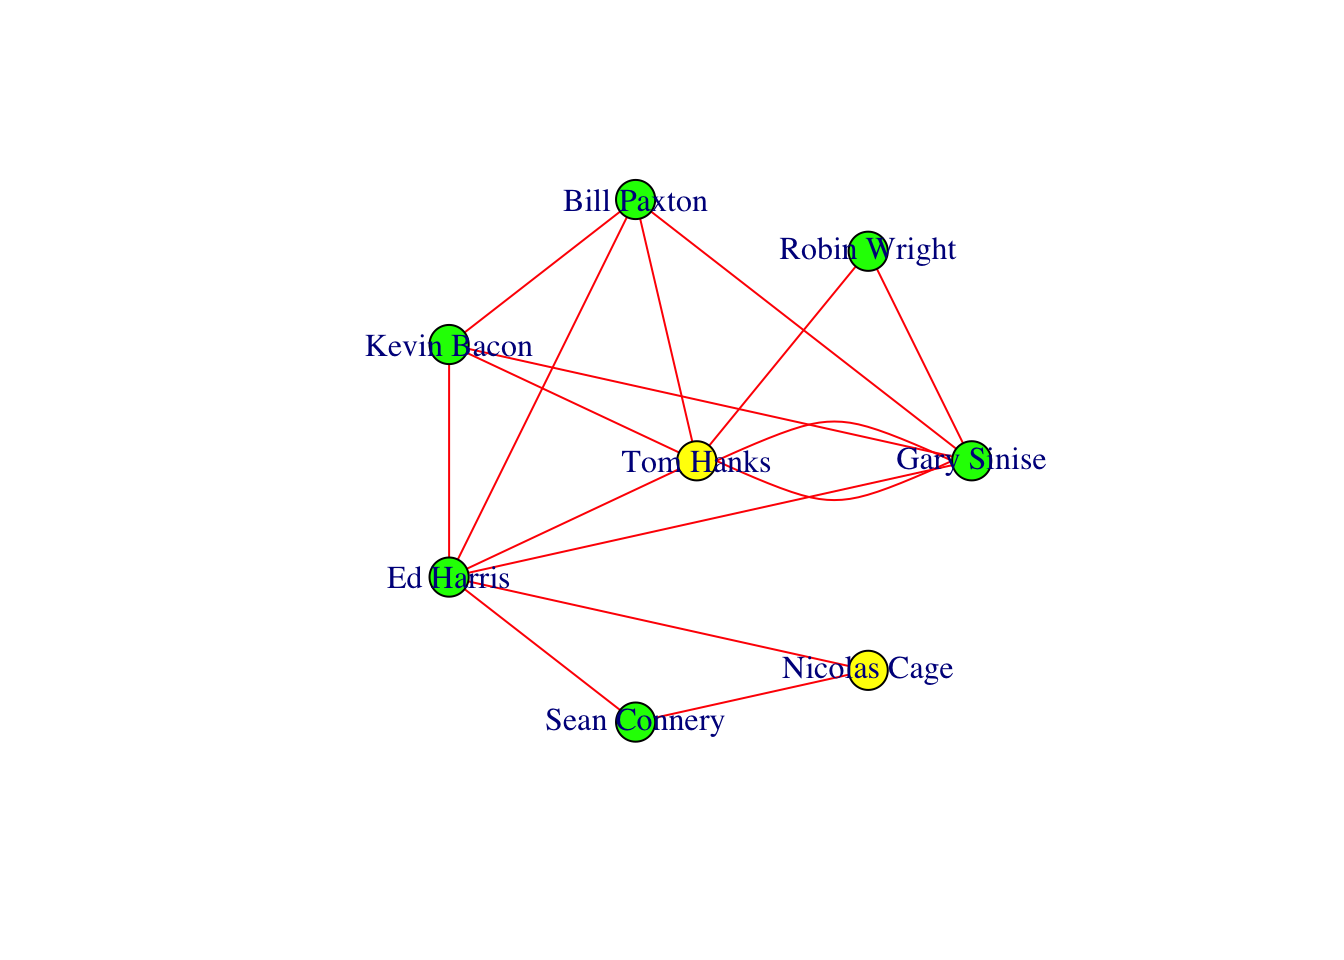 Bill Paxton
Robin Wright
Kevin Bacon
Tom Hanks
Gary Sinise
Ed Harris
Nicolas Cage
Sean Connery